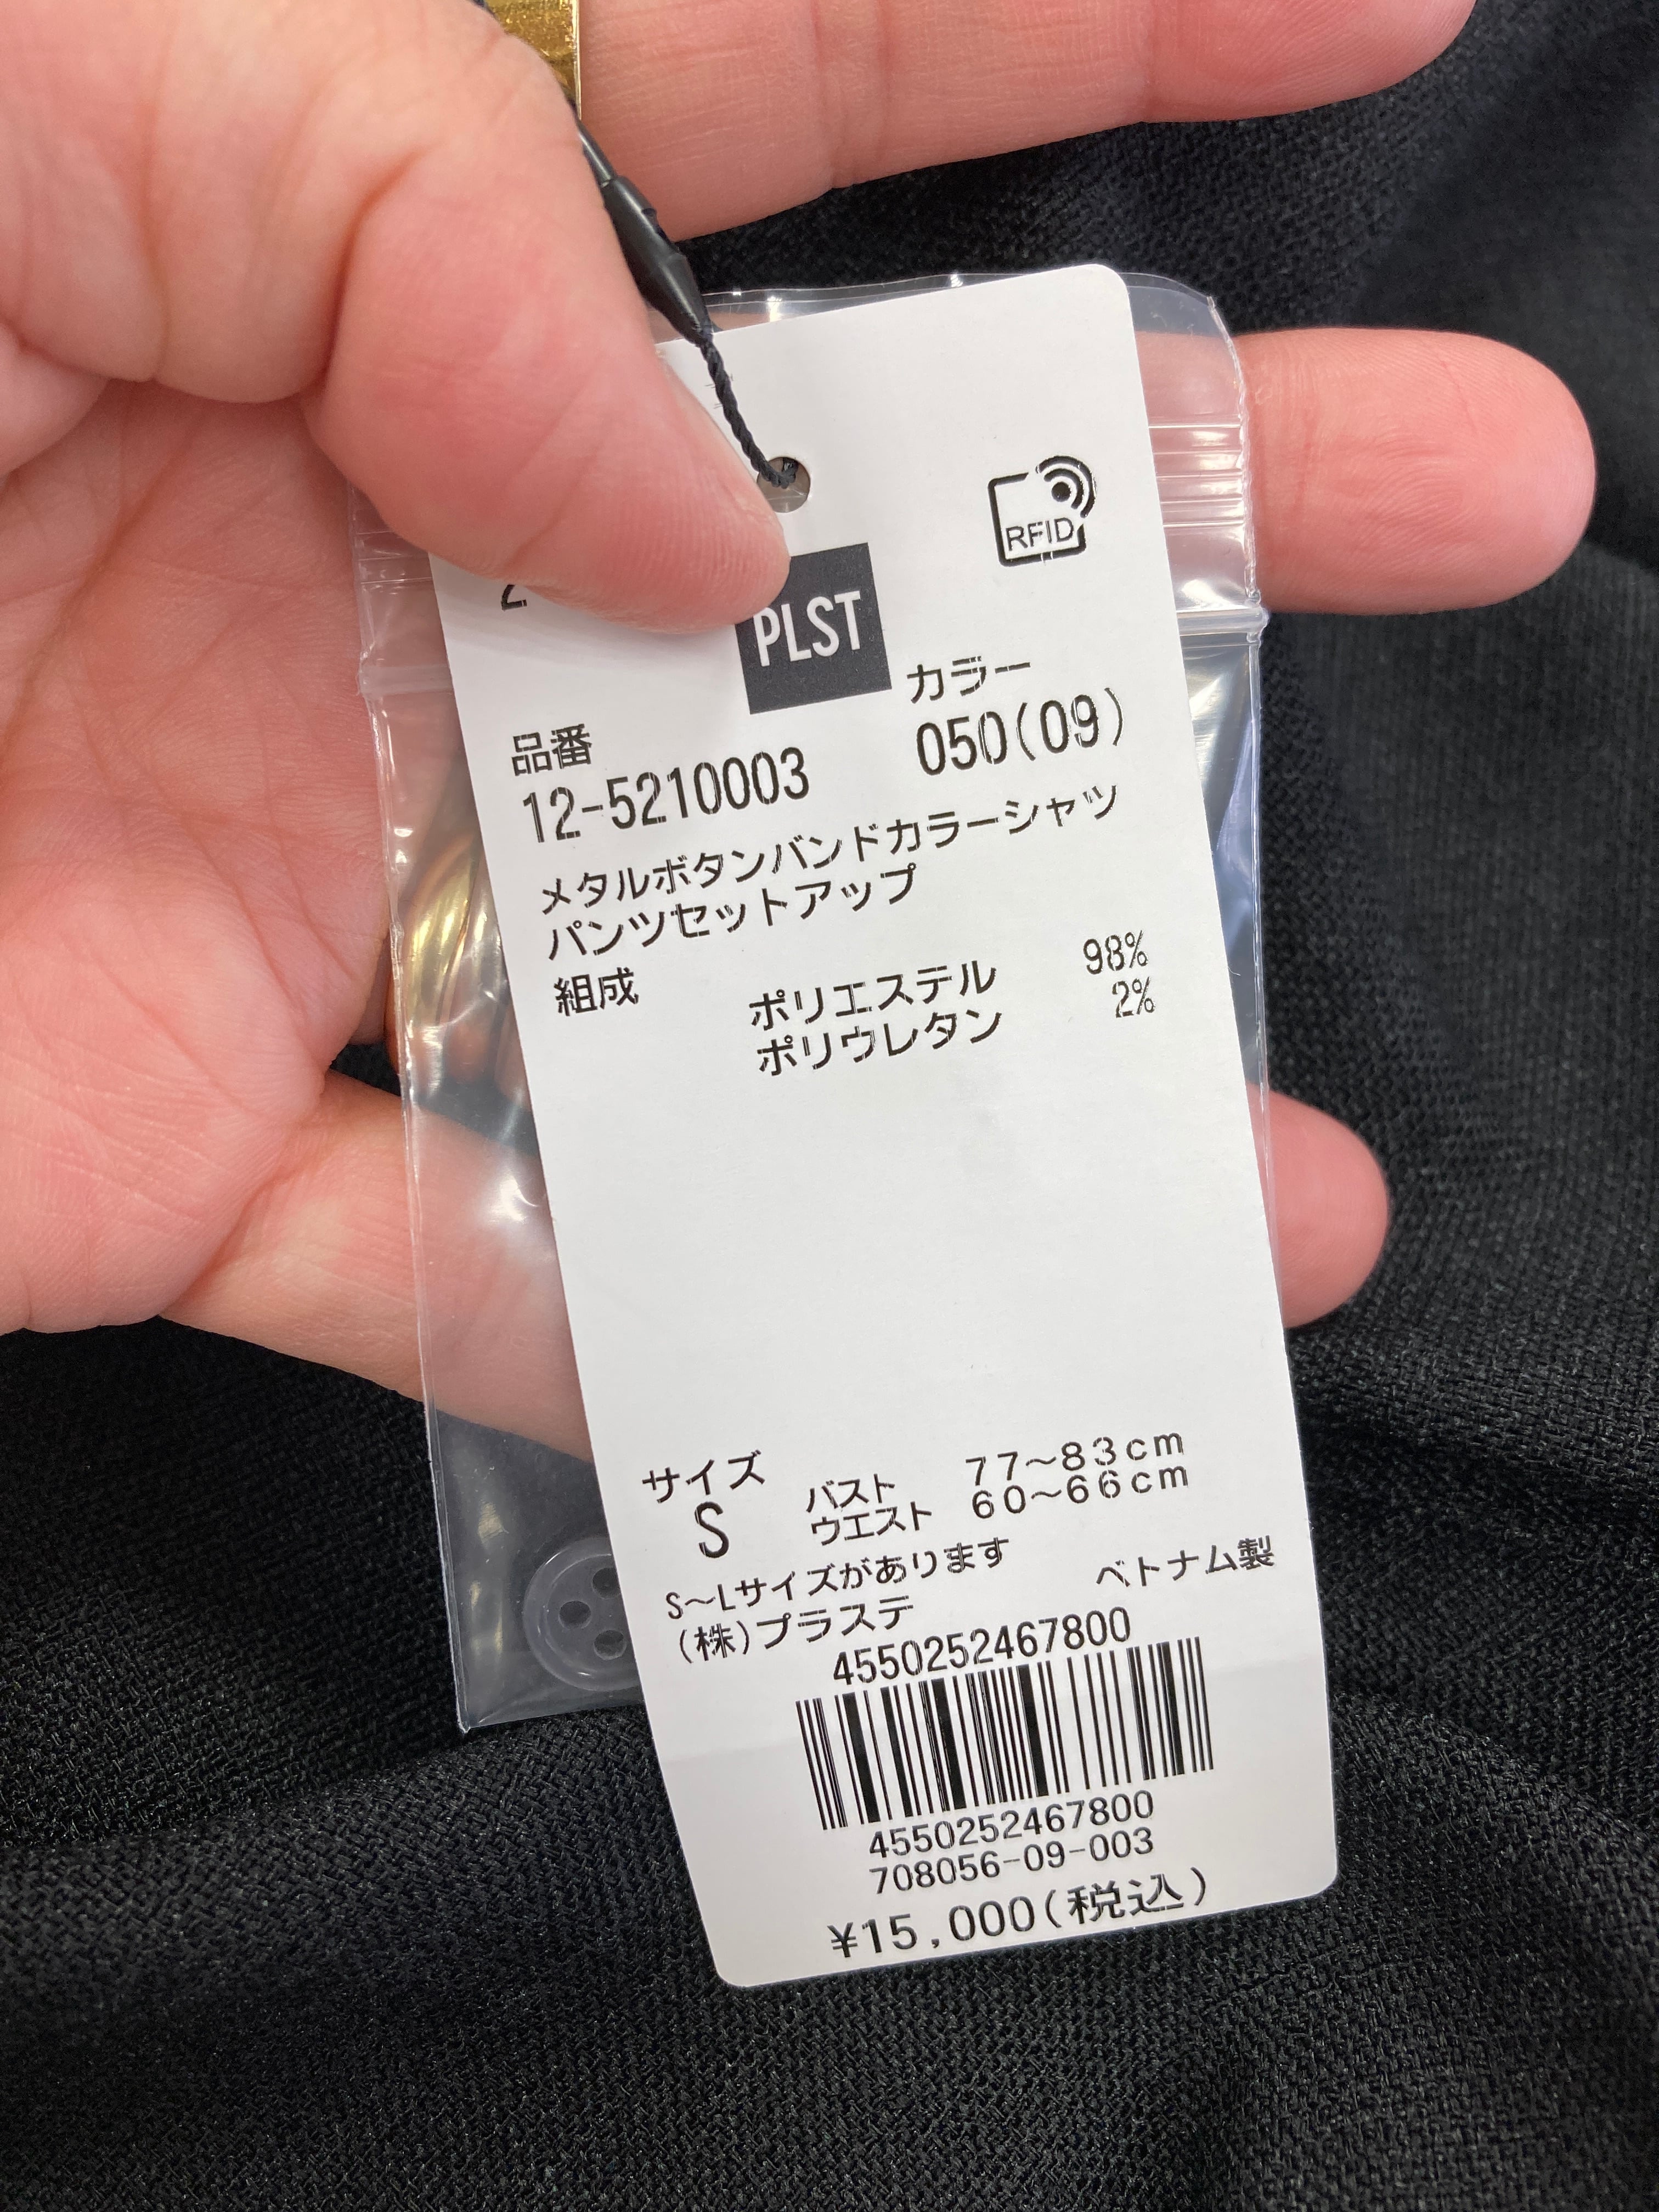 RFID
PLST
品番
カラー
12-5210003
050(09)
メタルボタンバンドカラーシャツ
パンツセットアップ
組成
ポリエステル 98%
ポリウレタン 2%
サイズ
S
バスト 77～83cm
ウエスト 60～66cm
S～Lサイズがあります
ベトナム製
(株)プラステ
4550252467800
4550252467800
708056-09-003
¥15,000(税込)